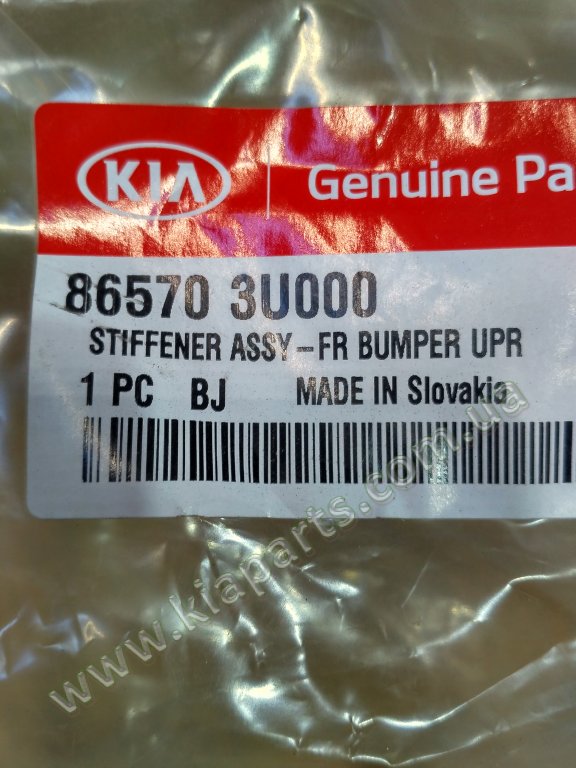 KIA Genuine Pa
86570 3U000
STIFFENER ASSY-FR BUMPER UPR
1 PC BJ MADE IN Slovakia
www.kiaparts.com.ua